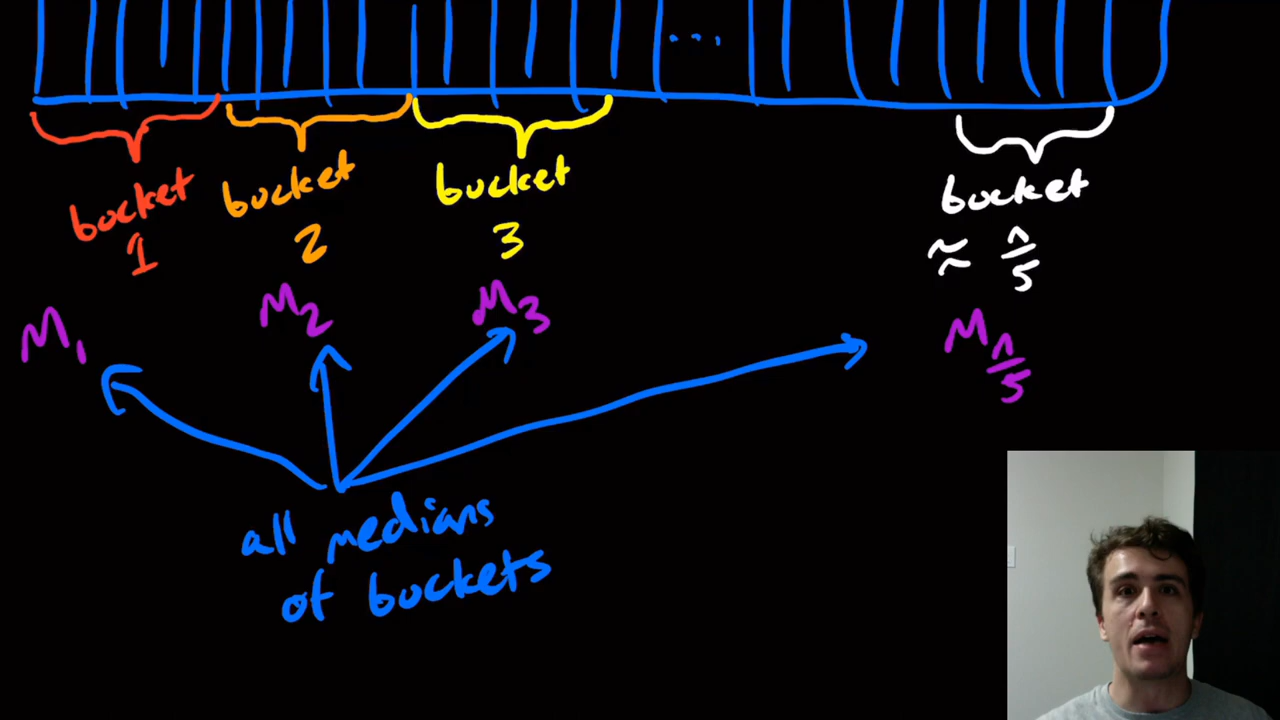 ...
bucket
1
bucket
2
bucket
3
bucket
≈ n/5
M₁
M₂
M₃
Mn/5
all medians
of buckets